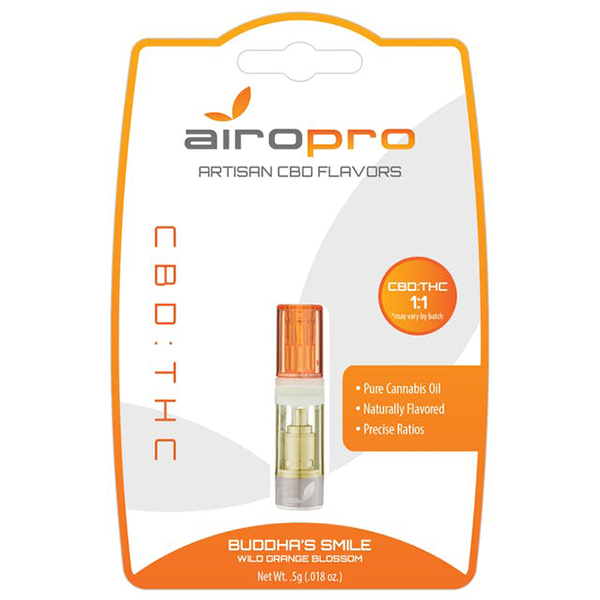 airopro
ARTISAN CBD FLAVORS
CBD:THC
CBD:THC
1:1
*may vary by batch
• Pure Cannabis Oil
• Naturally Flavored
• Precise Ratios
BUDDHA'S SMILE
WILD ORANGE BLOSSOM
Net Wt. .5g (.018 oz.)